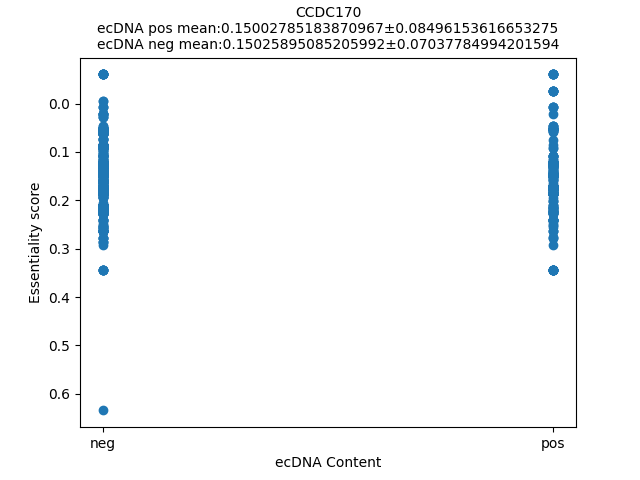 CCDC170
ecDNA pos mean:0.15002785183870967±0.08496153616653275
ecDNA neg mean:0.15025895085205992±0.07037784994201594
0.0
0.1
0.2
0.3
0.4
0.5
0.6
Essentiality score
neg
pos
ecDNA Content